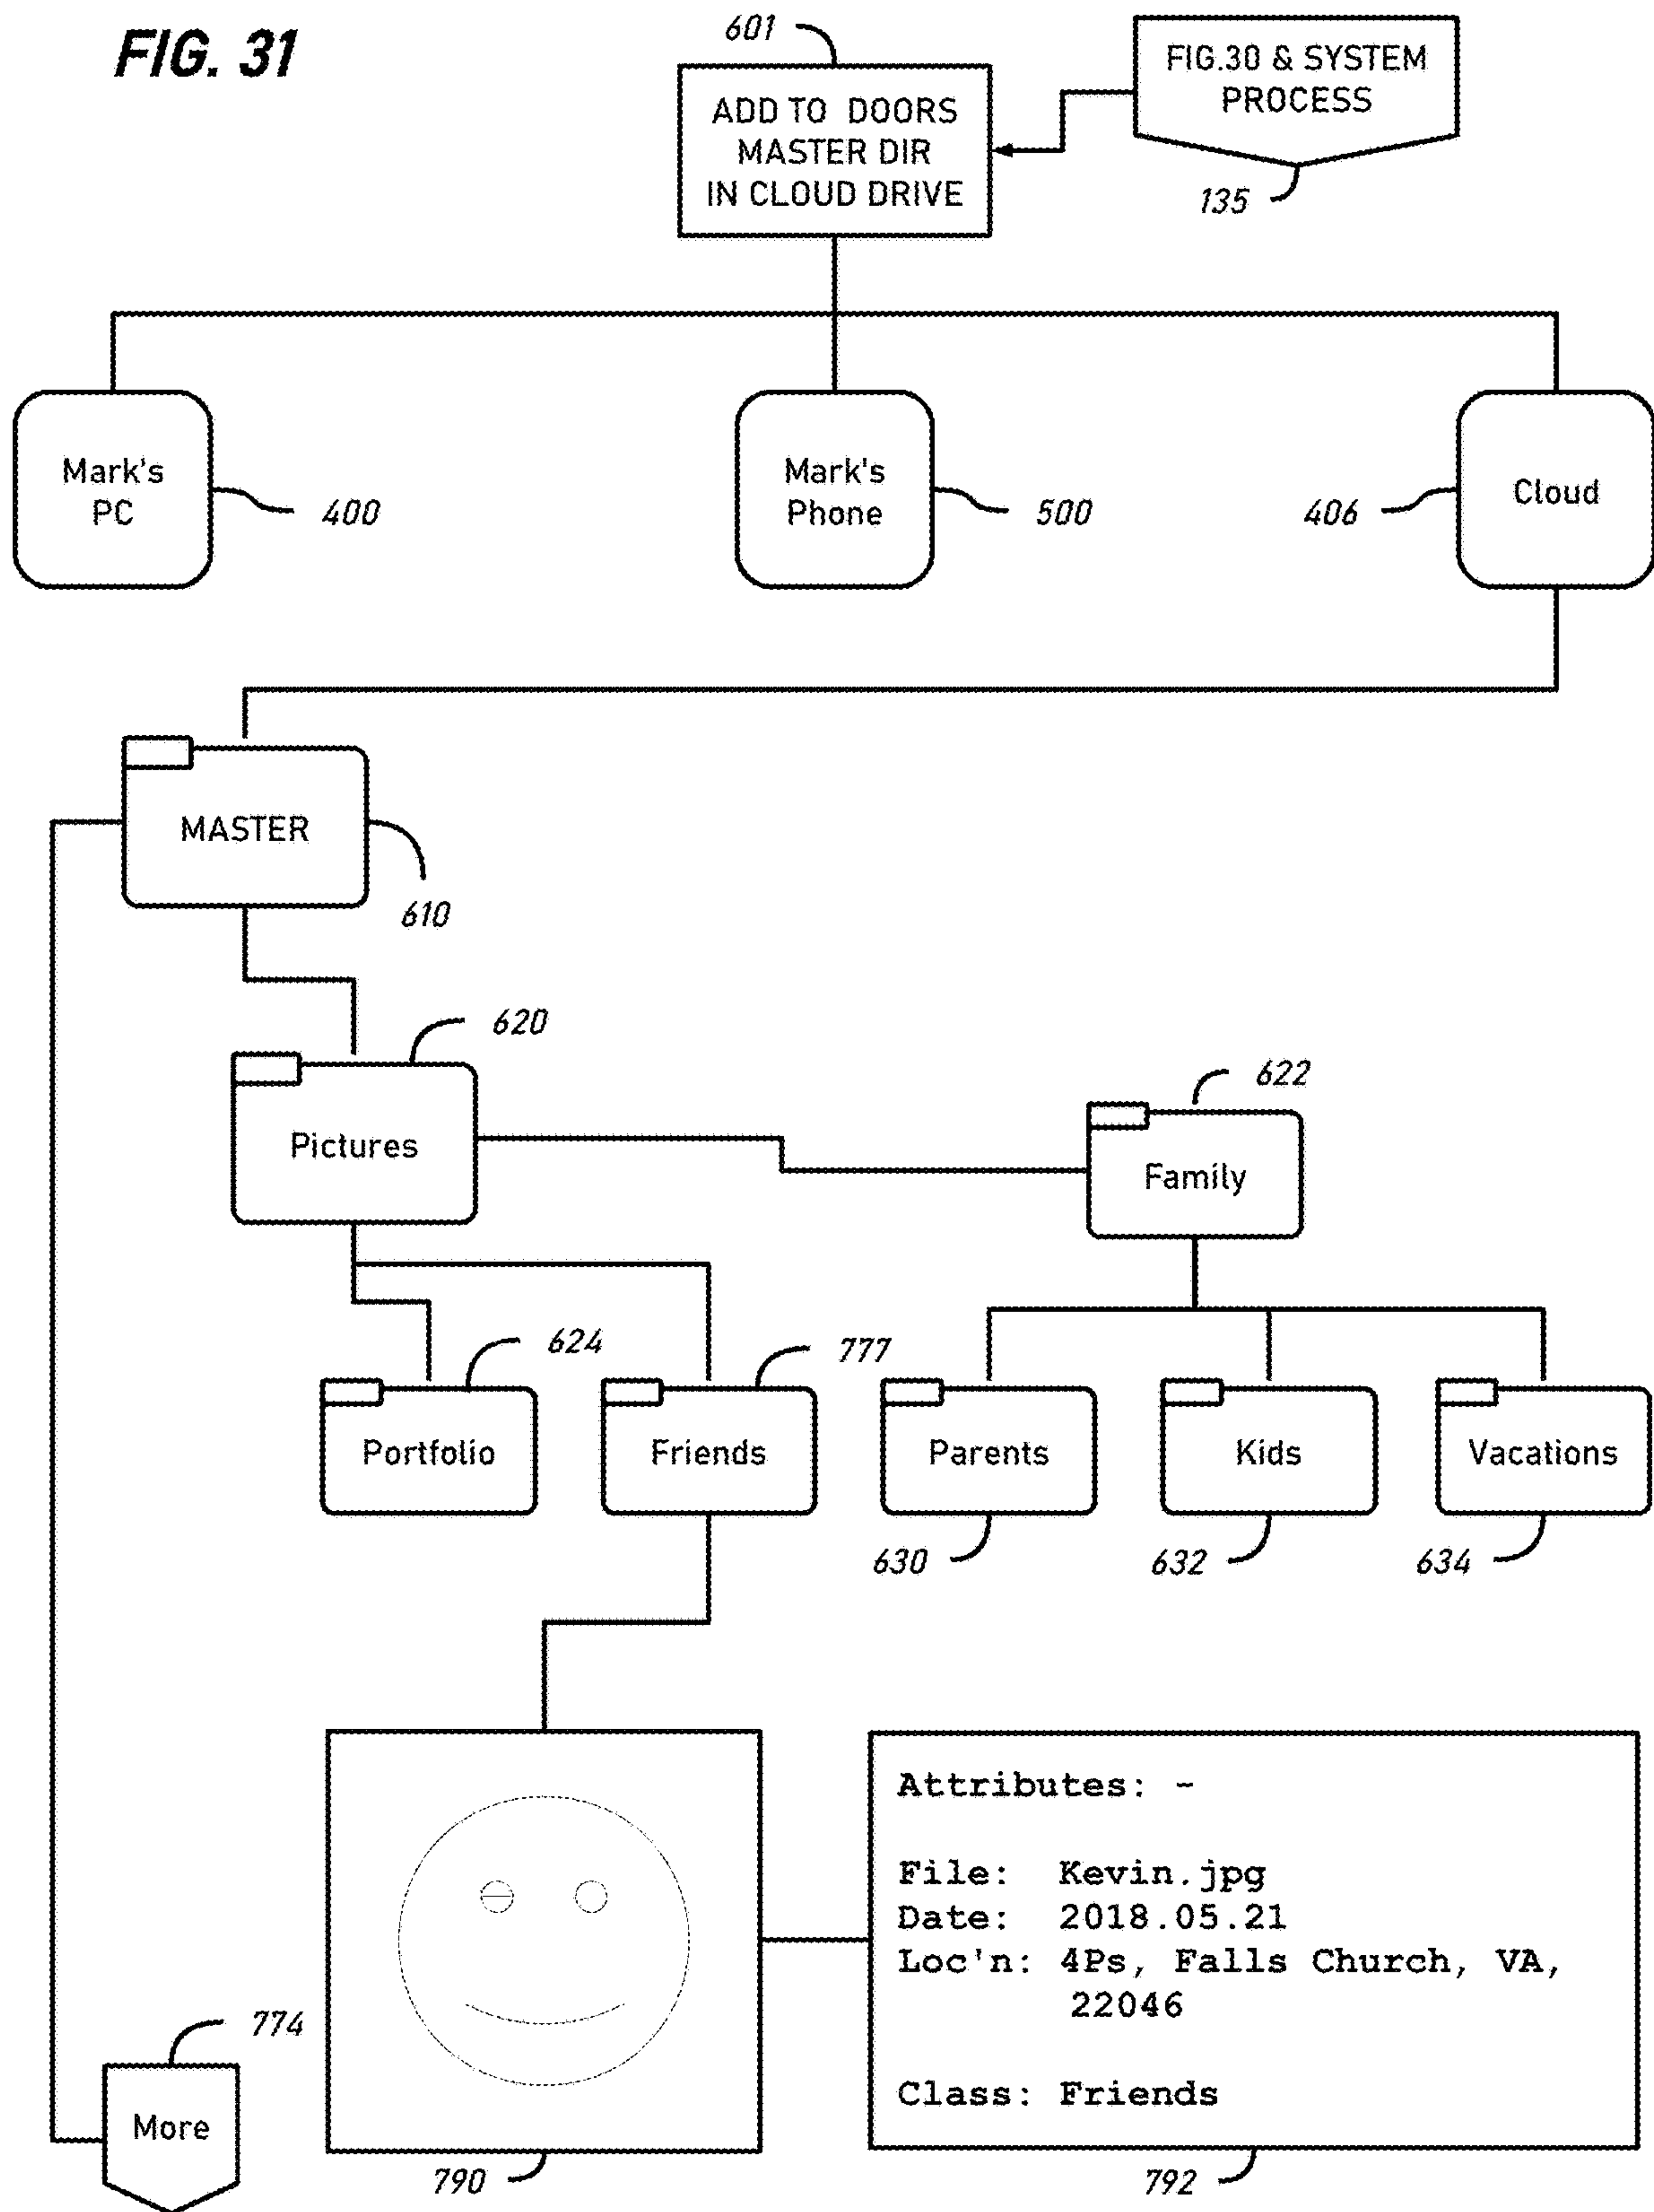 FIG. 31
601
ADD TO DOORS
MASTER DIR
IN CLOUD DRIVE
FIG.30 & SYSTEM
PROCESS
135
Mark's
PC
400
Mark's
Phone
500
406
Cloud
MASTER
610
620
Pictures
622
Family
624
Portfolio
777
Friends
Parents
630
Kids
632
Vacations
634
774
More
790
Attributes: -
File: Kevin.jpg
Date: 2018.05.21
Loc'n: 4Ps, Falls Church, VA,
22046
Class: Friends
792